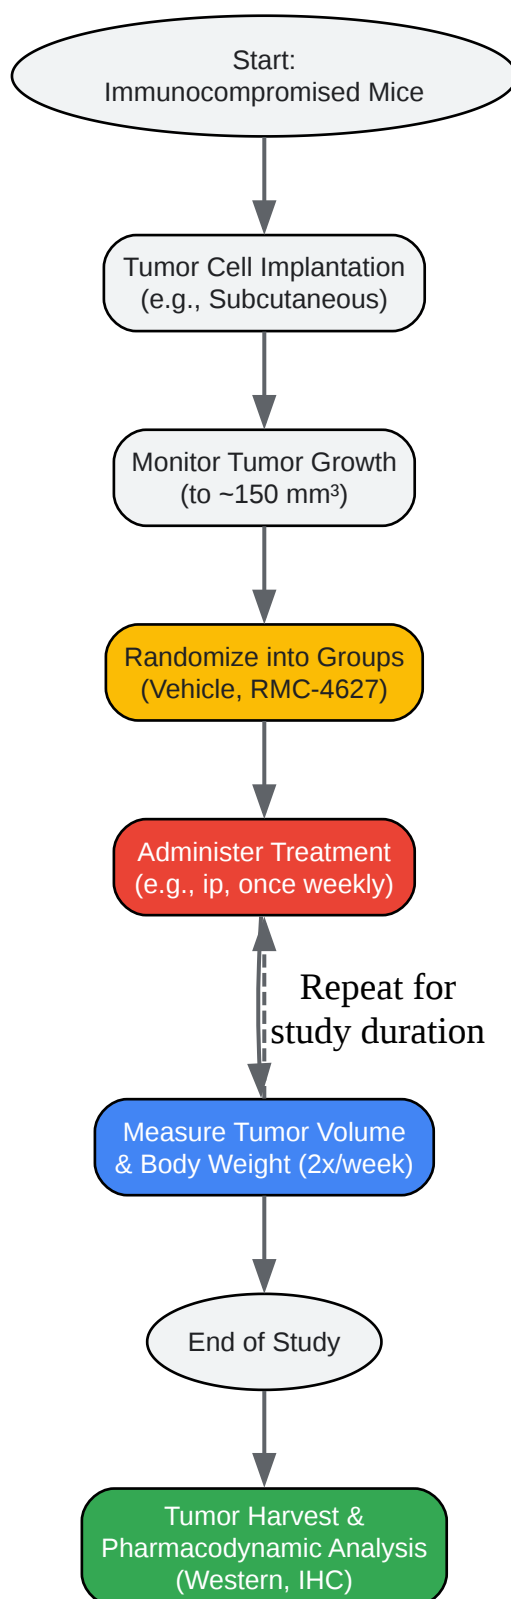 Start:
Immunocompromised Mice
Tumor Cell Implantation
(e.g., Subcutaneous)
Monitor Tumor Growth
(to ~150 mm³)
Randomize into Groups
(Vehicle, RMC-4627)
Administer Treatment
(e.g., ip, once weekly)
Repeat for
study duration
Measure Tumor Volume
& Body Weight (2x/week)
End of Study
Tumor Harvest &
Pharmacodynamic Analysis
(Western, IHC)